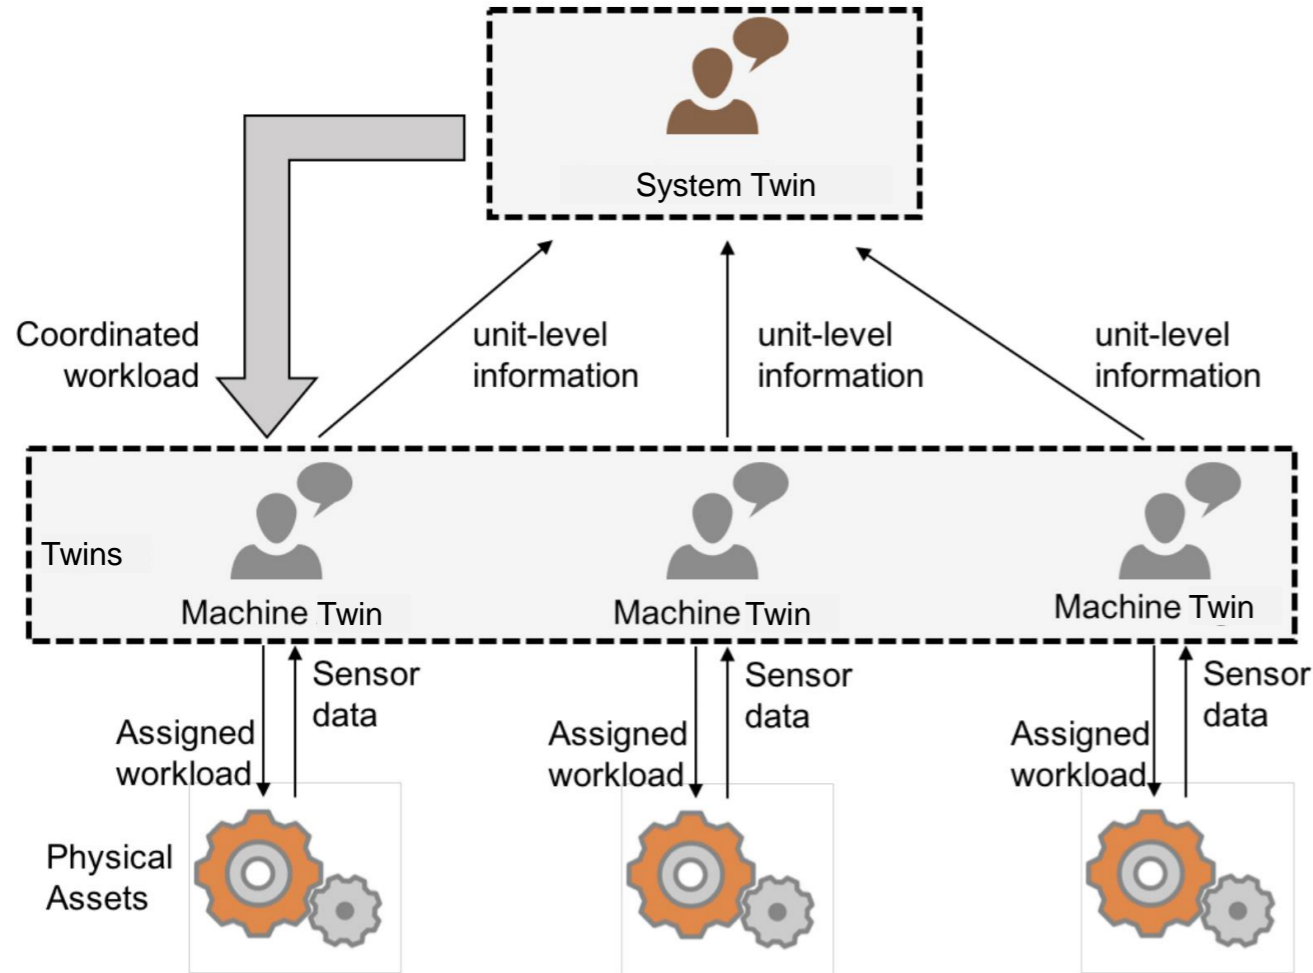 System Twin
Coordinated
workload
unit-level
information
unit-level
information
unit-level
information
Twins
Machine Twin
Machine Twin
Machine Twin
Sensor
data
Assigned
workload
Sensor
data
Assigned
workload
Sensor
data
Assigned
workload
Physical
Assets